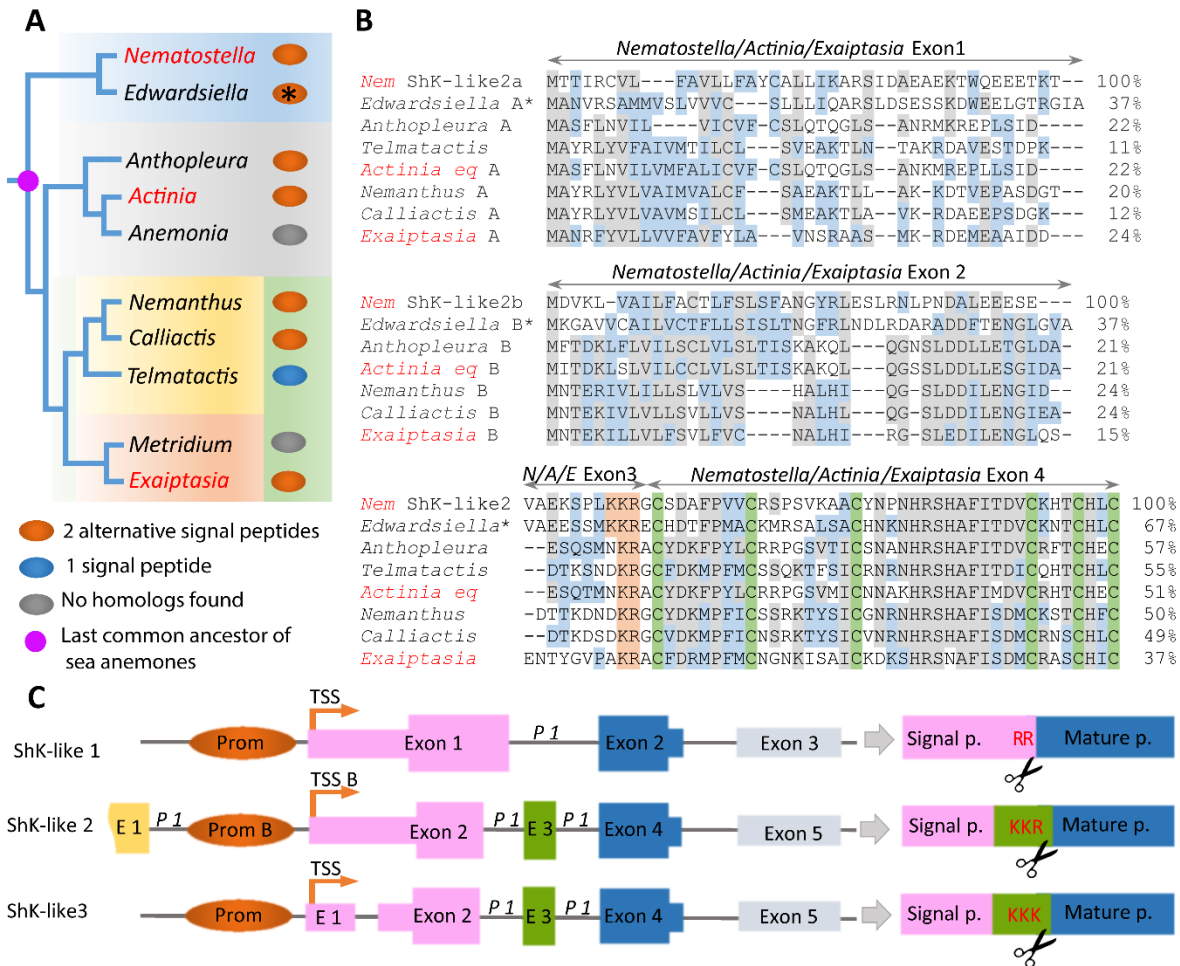 A
Nematostella
Edwardsiella *
Anthopleura
Actinia
Anemonia
Nemanthus
Calliactis
Telmatactis
Metridium
Exaiptasia
2 alternative signal peptides
1 signal peptide
No homologs found
Last common ancestor of
sea anemones
B
Nematostella/Actinia/Exaiptasia Exon1
Nem ShK-like2a MTTIRCVL---FAVLLFAYCALLIKARSIDAEAEKTWQEEETKT-- 100%
Edwardsiella A* MANVRSAMMVSLVVVC---SLLLIQARSLDSESSKDWEELGTRGIA 37%
Anthopleura A MASFLNVIL---VICVF-CSLQTQGLS--ANRMKREPLSID---- 22%
Telmatactis MAYRLYVFAIVMTILCL---SVEAKTLN--TAKRDAVESTDPK--- 11%
Actinia eq A MASFLNVILVMFALICVF-CSLQTQGLS--ANKMREPLLSID---- 22%
Nemanthus A MAYRLYVLVAIMVALCF---SAEAKTLL--AK-KDTVEPASDGT-- 20%
Calliactis A MAYRLYVLVAVMSILCL---SMEAKTLA--VK-RDAEEPSDGK--- 12%
Exaiptasia A MANRFYVLLVVFAVFYLA---VNSRAAS--MK-RDEMEAAIDD--- 24%
Nematostella/Actinia/Exaiptasia Exon 2
Nem ShK-like2b MDVKL-VAILFACTLFSLSFANGYRLESLRNLPNDALEEESE--- 100%
Edwardsiella B* MKGAVVCAILVCTFLLSISLTNGFRLNDLRDARADDFTENGLGVA 37%
Anthopleura B MFTDKLFLVILSCLVLSLTISKAKQL---QGNSLDDLLETGLDA- 21%
Actinia eq B MITDKLSLVILCCLVLSLTISKAKQL---QGSSLDDLLESGIDA- 21%
Nemanthus B MNTERIVLVILLSLVLVS----HALHI---QG-SLDDILENGIDA- 24%
Calliactis B MNTEKIVLVLLSVLLVS----NALHL---QG-SLDDILENGIEA- 24%
Exaiptasia B MNTEKILLVLFSVLFVC----NALHI---RG-SLEDILENGLQS- 15%
N/A/E Exon3 Nematostella/Actinia/Exaiptasia Exon 4
Nem ShK-like2 VAEKSPLKKRGCSDAFPVVCRSPSVKAACYNPNHRSHAFITDVCKHTCHLC 100%
Edwardsiella* VAEESSMKKRECHDTFPMACKMRSALSACHNKNHRSHAFITDVCKNTCHLC 67%
Anthopleura --ESQSMNKRACYDKFPYLCRRPGSVTICSNANHRSHAFITDVCRFTCHEC 57%
Telmatactis --DTKSNDKRGCFDKMPFMCSSQKTFSICRNVNHRSHAFITDICQHTCHLC 55%
Actinia eq --ESQTMNKRACYDKMPYLCRRPGSVMICNNAKHRSHAFIMDVCRHTCHEC 51%
Nemanthus -DTTKDNDKRGCYDKMPFICSSRKTYSICGNVRNHRSHAFISDMCKSTCHFC 50%
Calliactis --DTKDSDKRGCVDKMPFICNSRKTYSICVNRNHRSHAFISDMCRNSCHLC 49%
Exaiptasia ENTYGVPAKRACFDRMPFMCNGNKISAICKDKSHRSNAFISDMCRASCHIC 37%
C
ShK-like 1 Prom TSS Exon 1 P 1 Exon 2 Exon 3 Signal p. RR Mature p.
ShK-like 2 E 1 P 1 Prom B TSS B Exon 2 P 1 E 3 P 1 Exon 4 Exon 5 Signal p. KKR Mature p.
ShK-like3 Prom TSS E 1 Exon 2 P 1 E 3 P 1 Exon 4 Exon 5 Signal p. KKK Mature p.